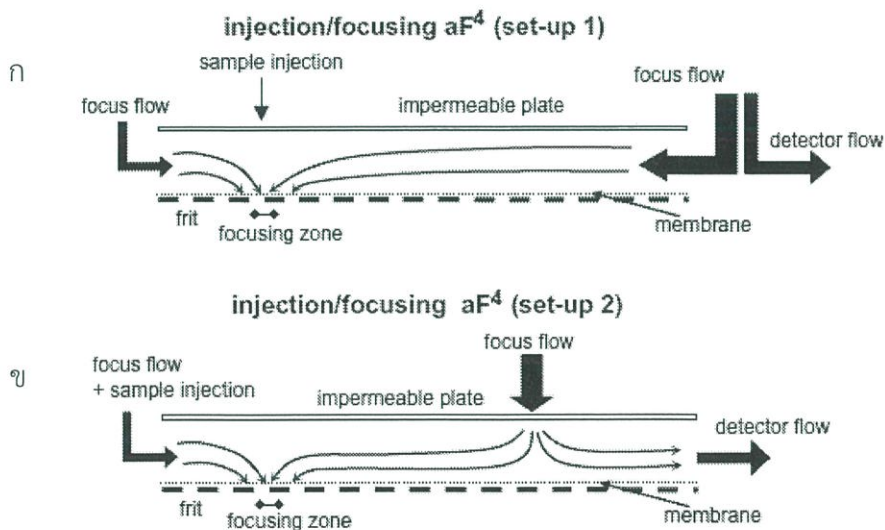 injection/focusing aF⁴ (set-up 1)
ก
sample injection
focus flow
focus flow
impermeable plate
detector flow
frit
focusing zone
membrane
injection/focusing aF⁴ (set-up 2)
focus flow
ข
focus flow
+ sample injection
impermeable plate
detector flow
frit
focusing zone
membrane